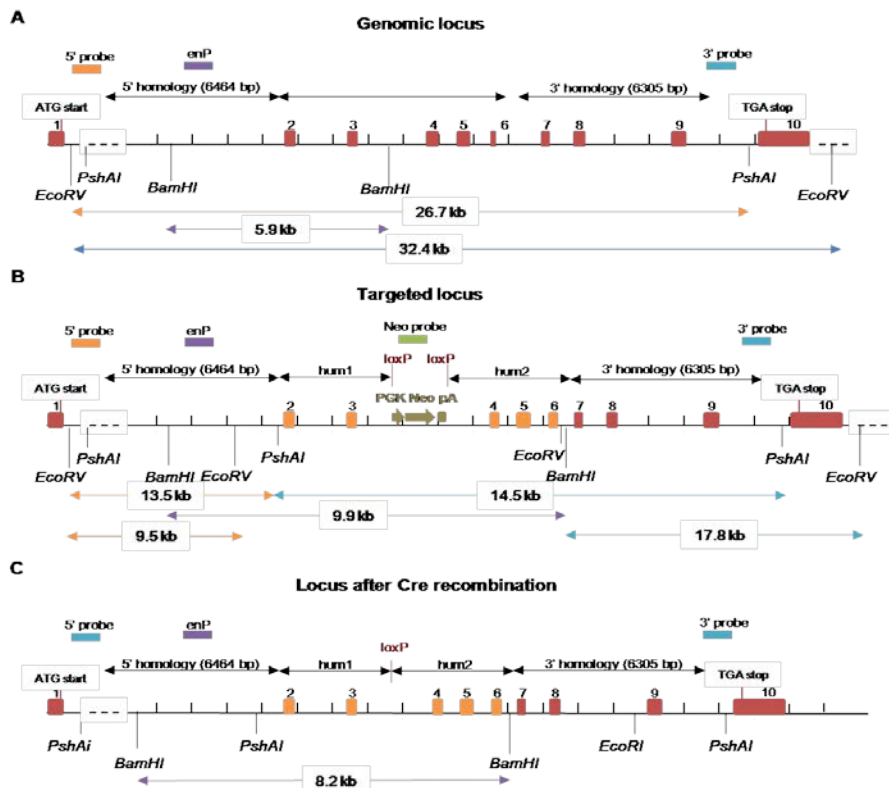 A
Genomic locus
5' probe
enP
3' probe
5' homology (6464 bp)
3' homology (6305 bp)
ATG start
TGA stop
1 2 3 4 5 6 7 8 9 10
EcoRV
PshAI
BamHI
BamHI
PshAI
EcoRV
26.7 kb
5.9 kb
32.4 kb
B
Targeted locus
5' probe
enP
Neo probe
3' probe
loxP loxP
5' homology (6464 bp)
hum1
hum2
3' homology (6305 bp)
ATG start
PGK Neo pA
TGA stop
1 2 3 4 5 6 7 8 9 10
EcoRV
PshAI
BamHI
EcoRV
PshAI
EcoRV
BamHI
PshAI
EcoRV
13.5 kb
14.5 kb
9.9 kb
9.5 kb
17.8 kb
C
Locus after Cre recombination
5' probe
enP
3' probe
loxP
5' homology (6464 bp)
hum1
hum2
3' homology (6305 bp)
ATG start
TGA stop
1 2 3 4 5 6 7 8 9 10
PshAi
BamHI
PshAI
BamHI
EcoRI
PshAI
8.2 kb